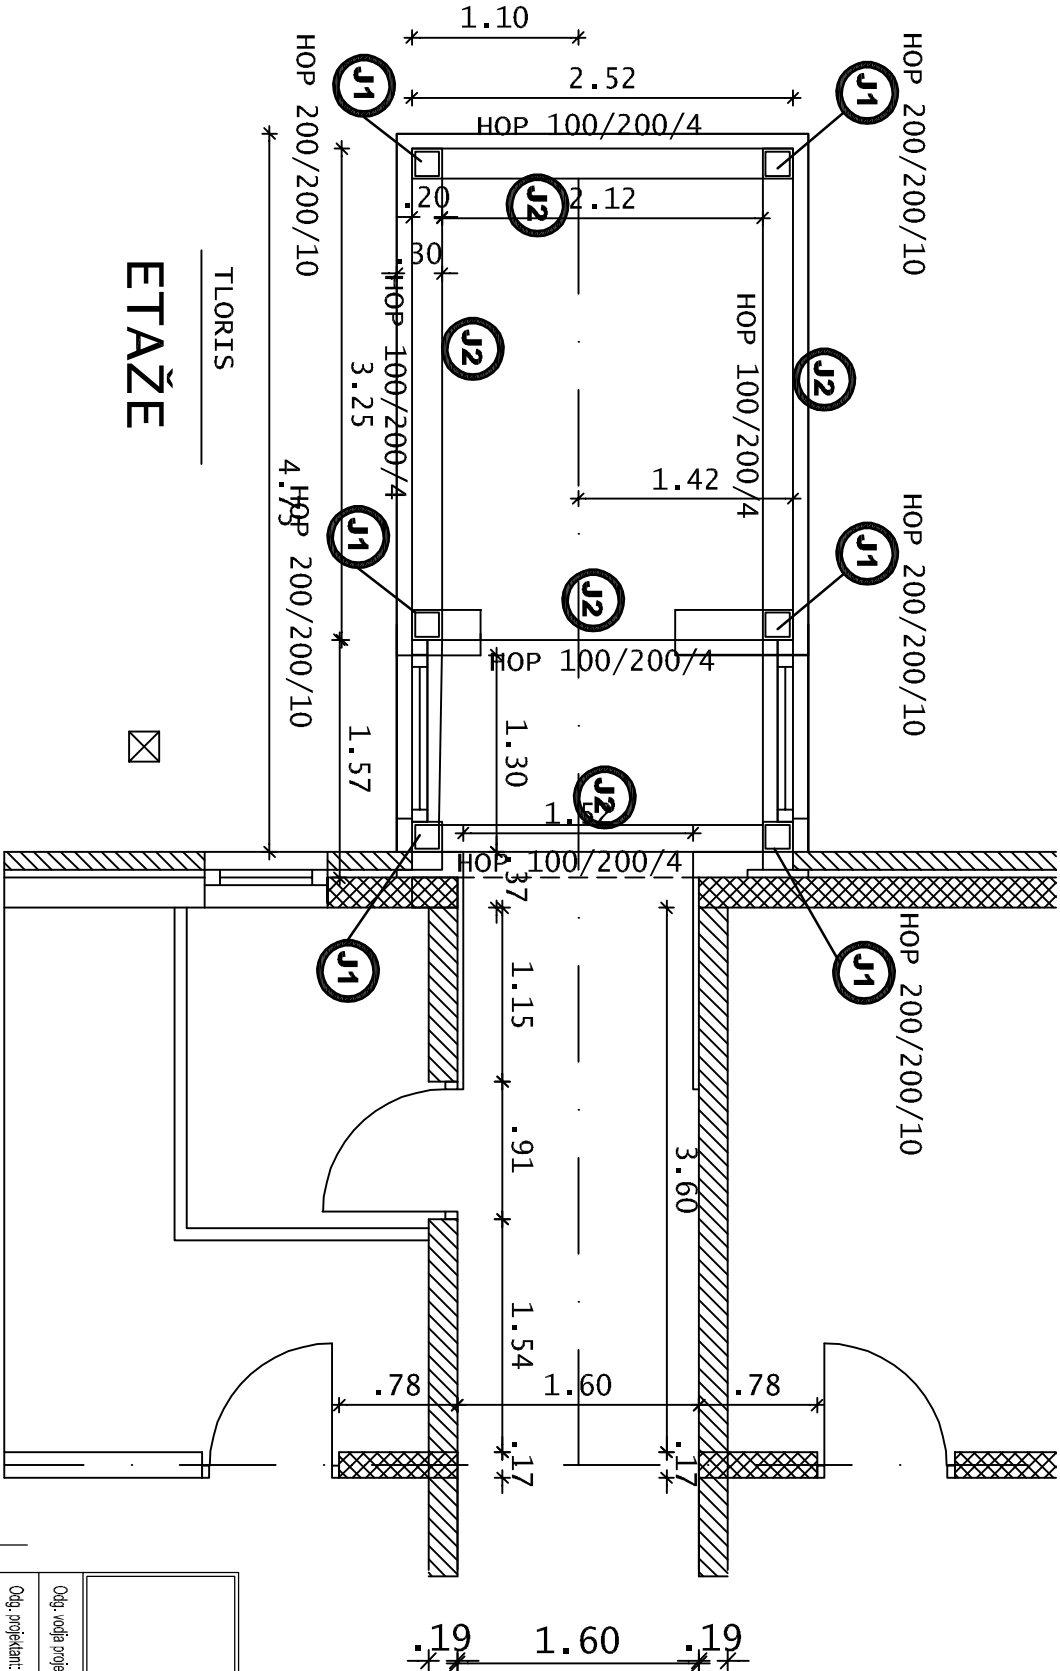 1.10
2.52
HOP 200/200/10
J1
J1
HOP 200/200/10
HOP 100/200/4
.20
J2
2.12
.30
TLORIS
ETAŽE
HOP 100/200/4
J2
3.25
HOP 100/200/4
J2
1.42
4.75
HOP 200/200/10
J1
J1
HOP 200/200/10
J2
HOP 100/200/4
1.57
1.30
J2
HOP 100/200/4
.37
J1
J1
HOP 200/200/10
1.15
.91
3.60
1.54
.78
1.60
.78
.17
.17
.19
1.60
.19
Odg. projektant: